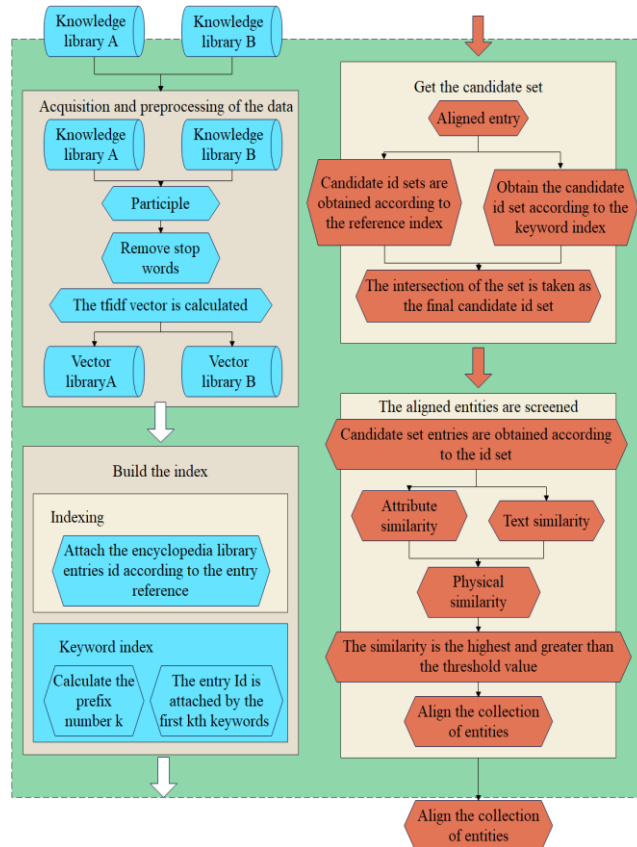 Knowledge
library A
Knowledge
library B
Acquisition and preprocessing of the data
Knowledge
library A
Knowledge
library B
Participle
Remove stop
words
The tfidf vector is calculated
Vector
libraryA
Vector
library B
Build the index
Indexing
Attach the encyclopedia library
entries id according to the entry
reference
Keyword index
Calculate the
prefix
number k
The entry Id is
attached by the
first kth keywords
Get the candidate set
Aligned entry
Candidate id sets are
obtained according to
the reference index
Obtain the candidate
id set according to the
keyword index
The intersection of the set is taken as
the final candidate id set
The aligned entities are screened
Candidate set entries are obtained according
to the id set
Attribute
similarity
Text similarity
Physical
similarity
The similarity is the highest and greater than
the threshold value
Align the collection
of entities
Align the collection
of entities